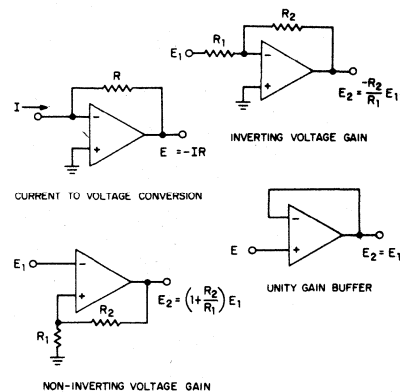 I
R
−
+
E = -IR
CURRENT TO VOLTAGE CONVERSION
E₁
R₁
R₂
−
+
E₂ = -R₂/R₁ E₁
INVERTING VOLTAGE GAIN
E₁
−
+
R₂
R₁
E₂ = (1+R₂/R₁) E₁
NON-INVERTING VOLTAGE GAIN
E
−
+
E₂ = E₁
UNITY GAIN BUFFER